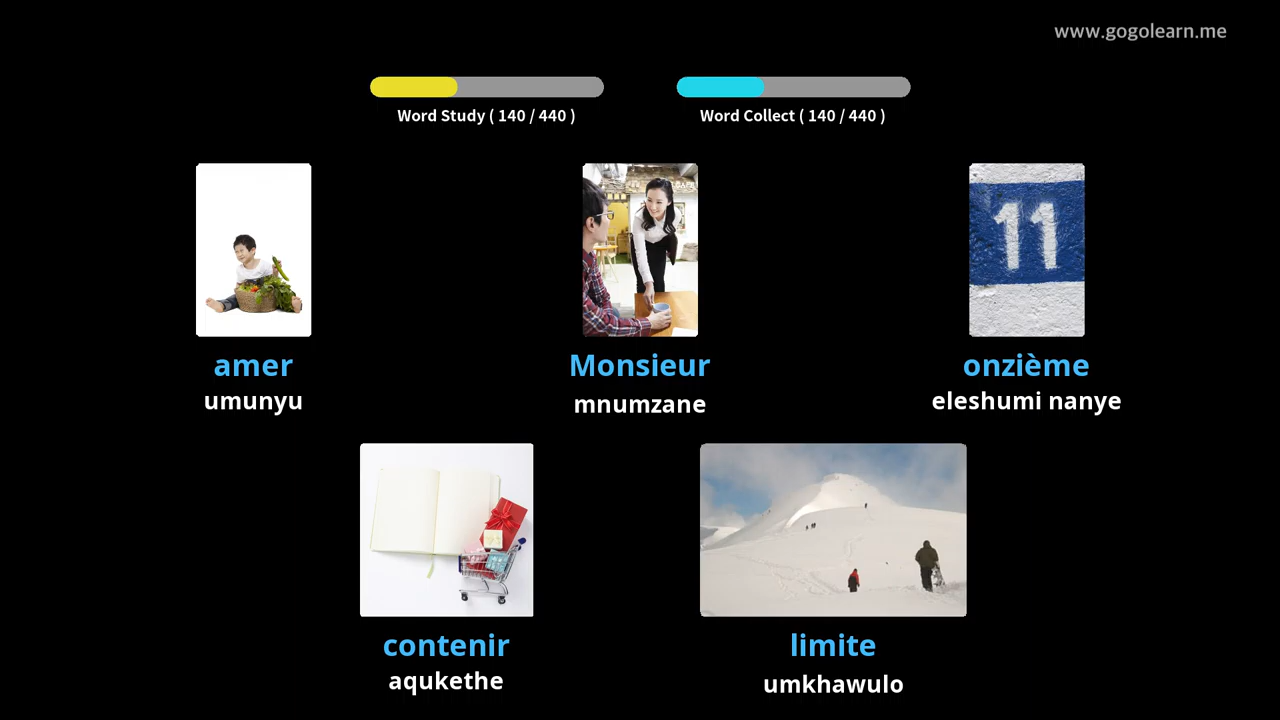 www.gogolearn.me
Word Study ( 140 / 440 )
Word Collect ( 140 / 440 )
11
amer
umunyu
Monsieur
mnumzane
onzième
eleshumi nanye
contenir
aqukethe
limite
umkhawulo